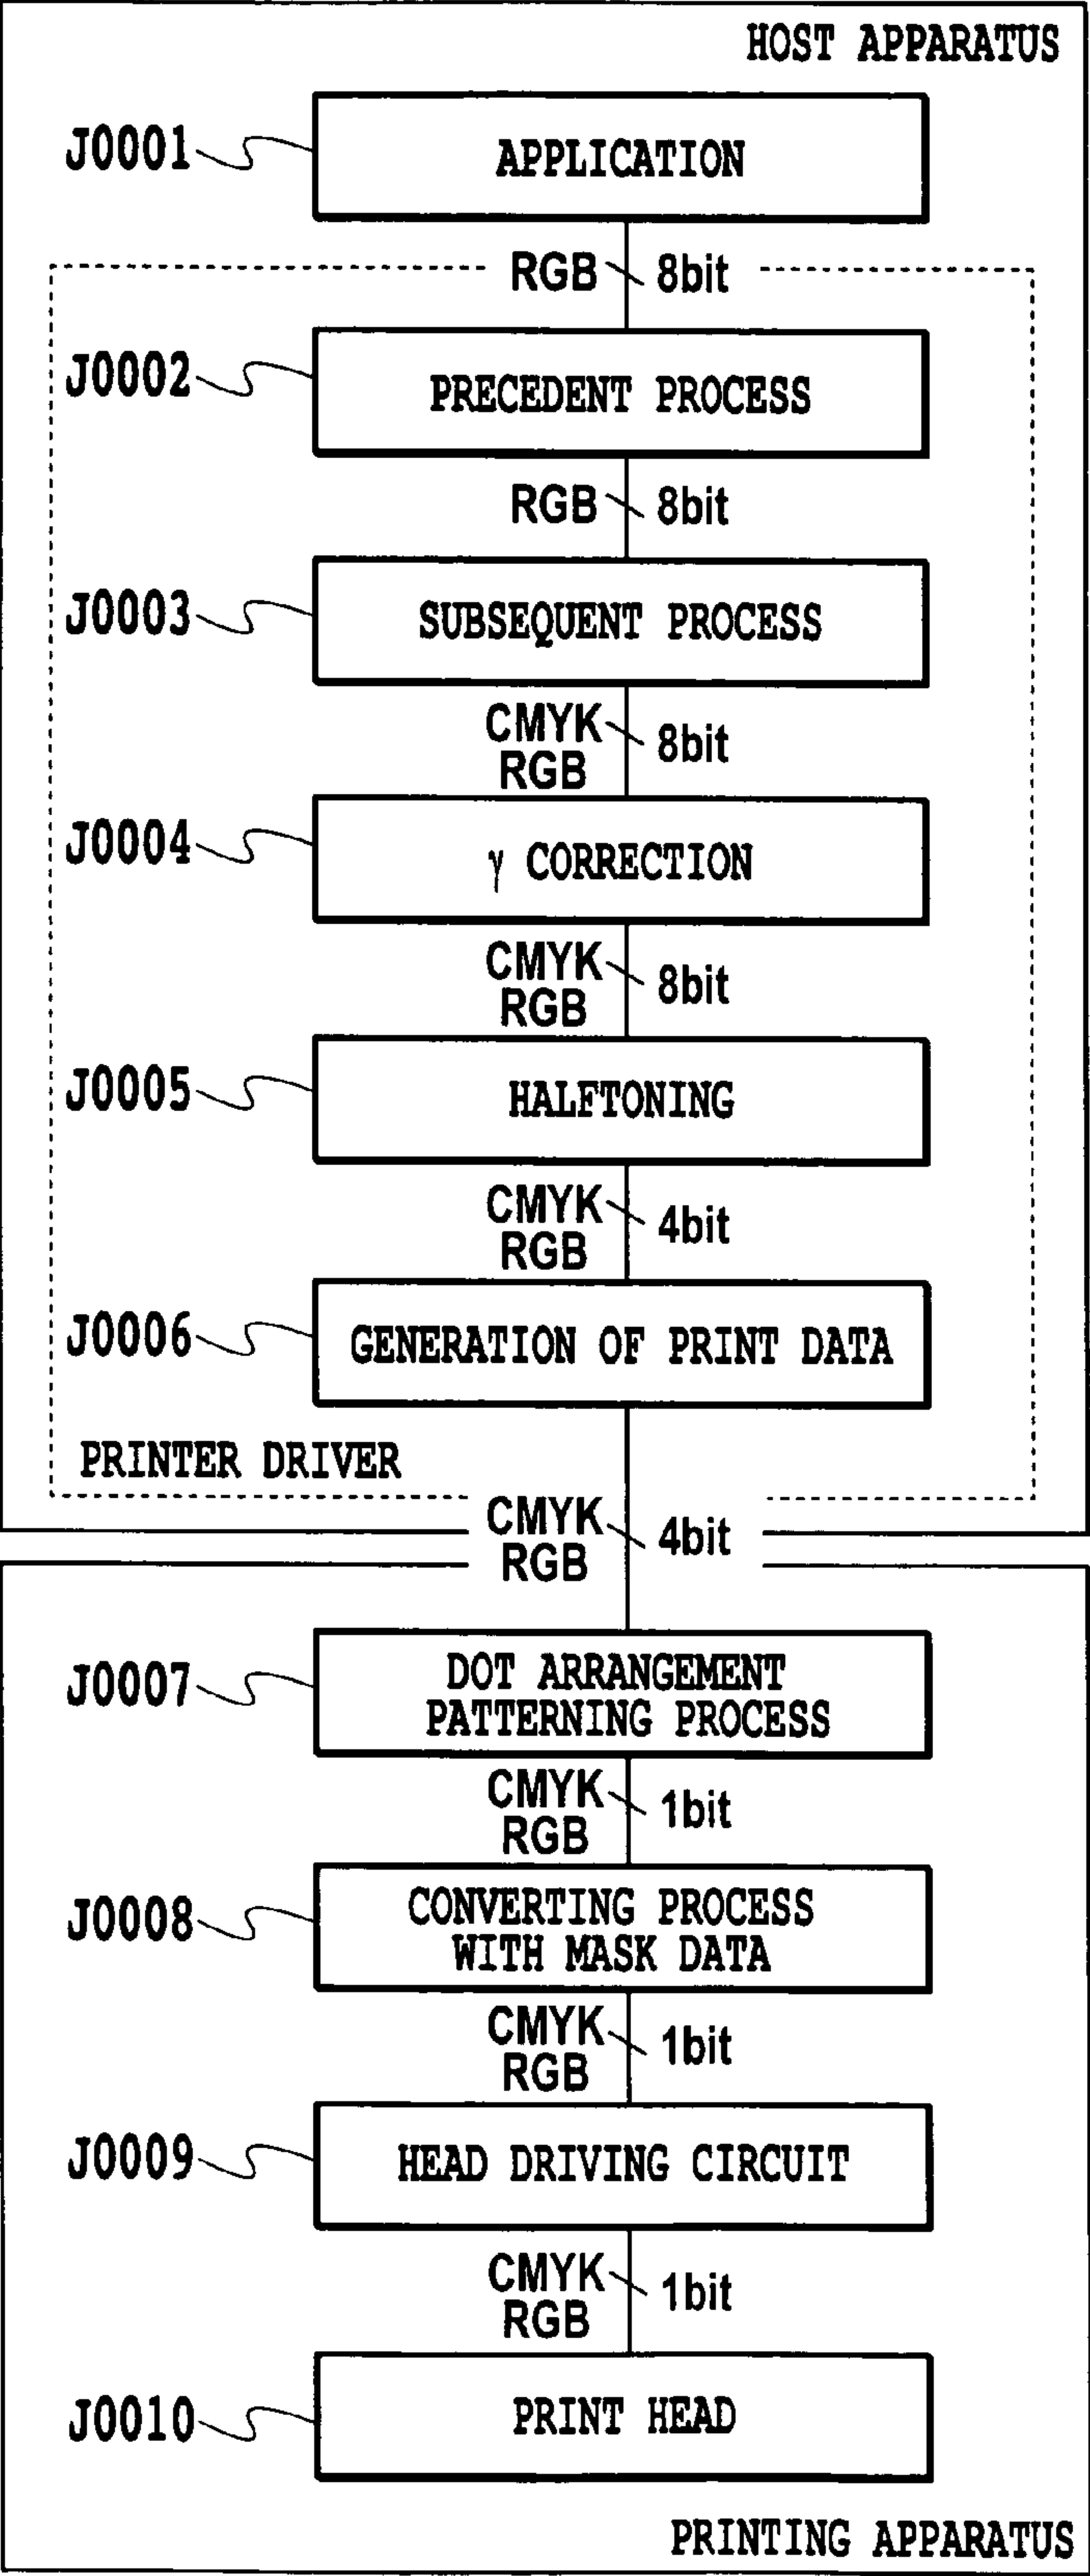 HOST APPARATUS
J0001
APPLICATION
RGB 8bit
J0002
PRECEDENT PROCESS
RGB 8bit
J0003
SUBSEQUENT PROCESS
CMYK
RGB
8bit
J0004
γ CORRECTION
CMYK
RGB
8bit
J0005
HALFTONING
CMYK
RGB
4bit
J0006
GENERATION OF PRINT DATA
PRINTER DRIVER
CMYK
RGB
4bit
J0007
DOT ARRANGEMENT
PATTERNING PROCESS
CMYK
RGB
1bit
J0008
CONVERTING PROCESS
WITH MASK DATA
CMYK
RGB
1bit
J0009
HEAD DRIVING CIRCUIT
CMYK
RGB
1bit
J0010
PRINT HEAD
PRINTING APPARATUS